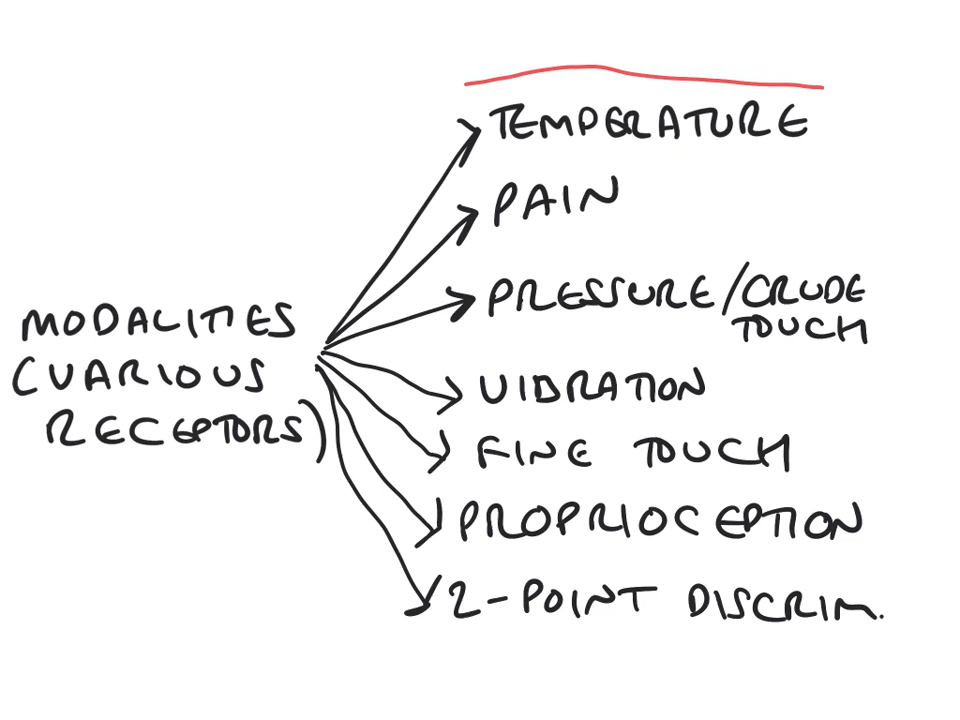 TEMPERATURE
PAIN
PRESSURE/CRUDE
TOUCH
MODALITIES
(VARIOUS
RECEPTORS)
VIBRATION
FINE TOUCH
PROPRIOCEPTION
2-POINT DISCRIM.